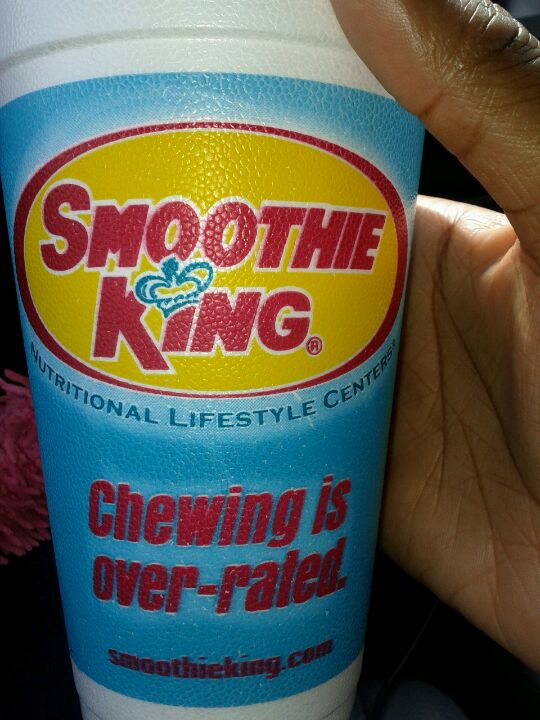 SMOOTHIE
KING®
NUTRITIONAL LIFESTYLE CENTERS®
Chewing is
over-rated.
smoothieking.com